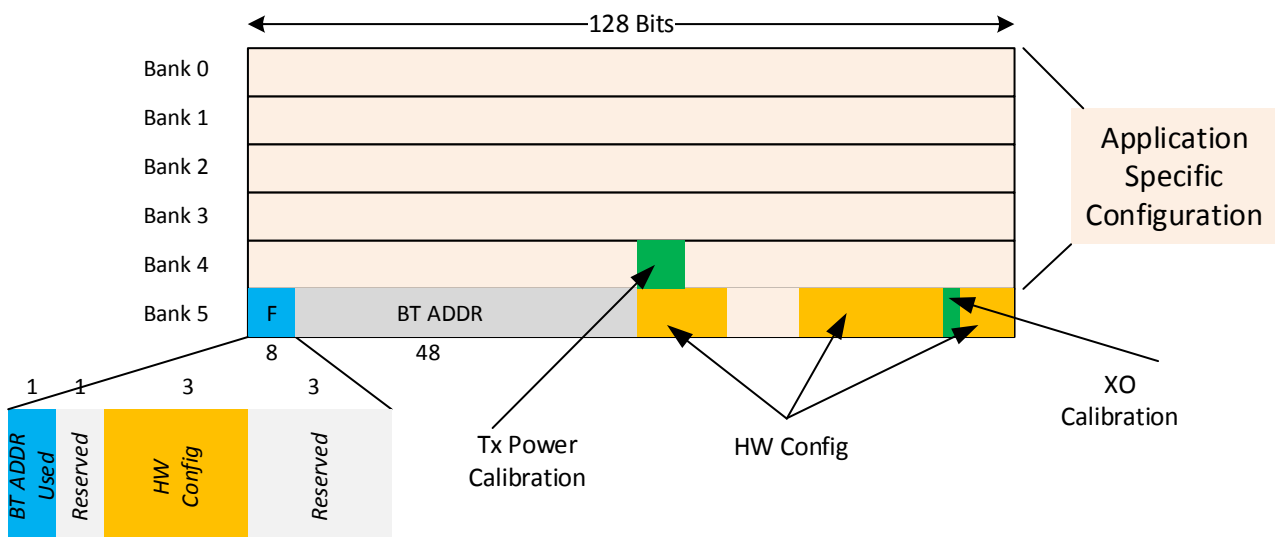 128 Bits
Bank 0
Bank 1
Bank 2
Bank 3
Bank 4
Bank 5
Application
Specific
Configuration
F
BT ADDR
8
48
1
1
3
3
BT ADDR
Used
Reserved
HW
Config
Reserved
Tx Power
Calibration
HW Config
XO
Calibration